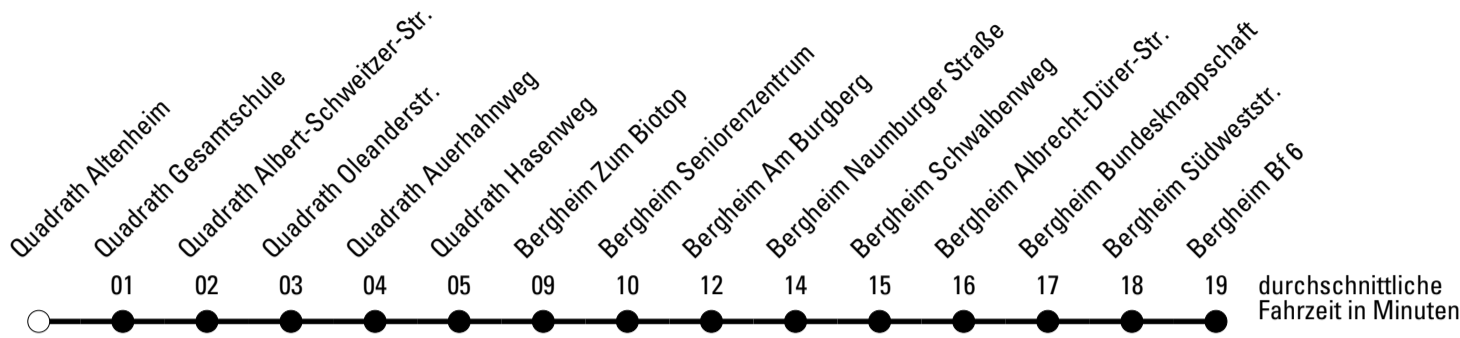 Quadrath Altenheim
Quadrath Gesamtschule
Quadrath Albert-Schweitzer-Str.
Quadrath Oleanderstr.
Quadrath Auerhahnweg
Quadrath Hasenweg
Bergheim Zum Biotop
Bergheim Seniorenzentrum
Bergheim Am Burgberg
Bergheim Naumburger Straße
Bergheim Schwalbenweg
Bergheim Albrecht-Dürer-Str.
Bergheim Bundesknappschaft
Bergheim Südweststr.
Bergheim Bf 6
01 02 03 04 05 09 10 12 14 15 16 17 18 19
durchschnittliche
Fahrzeit in Minuten